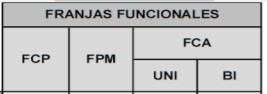 FRANJAS FUNCIONALES
FCP FPM FCA
UNI BI